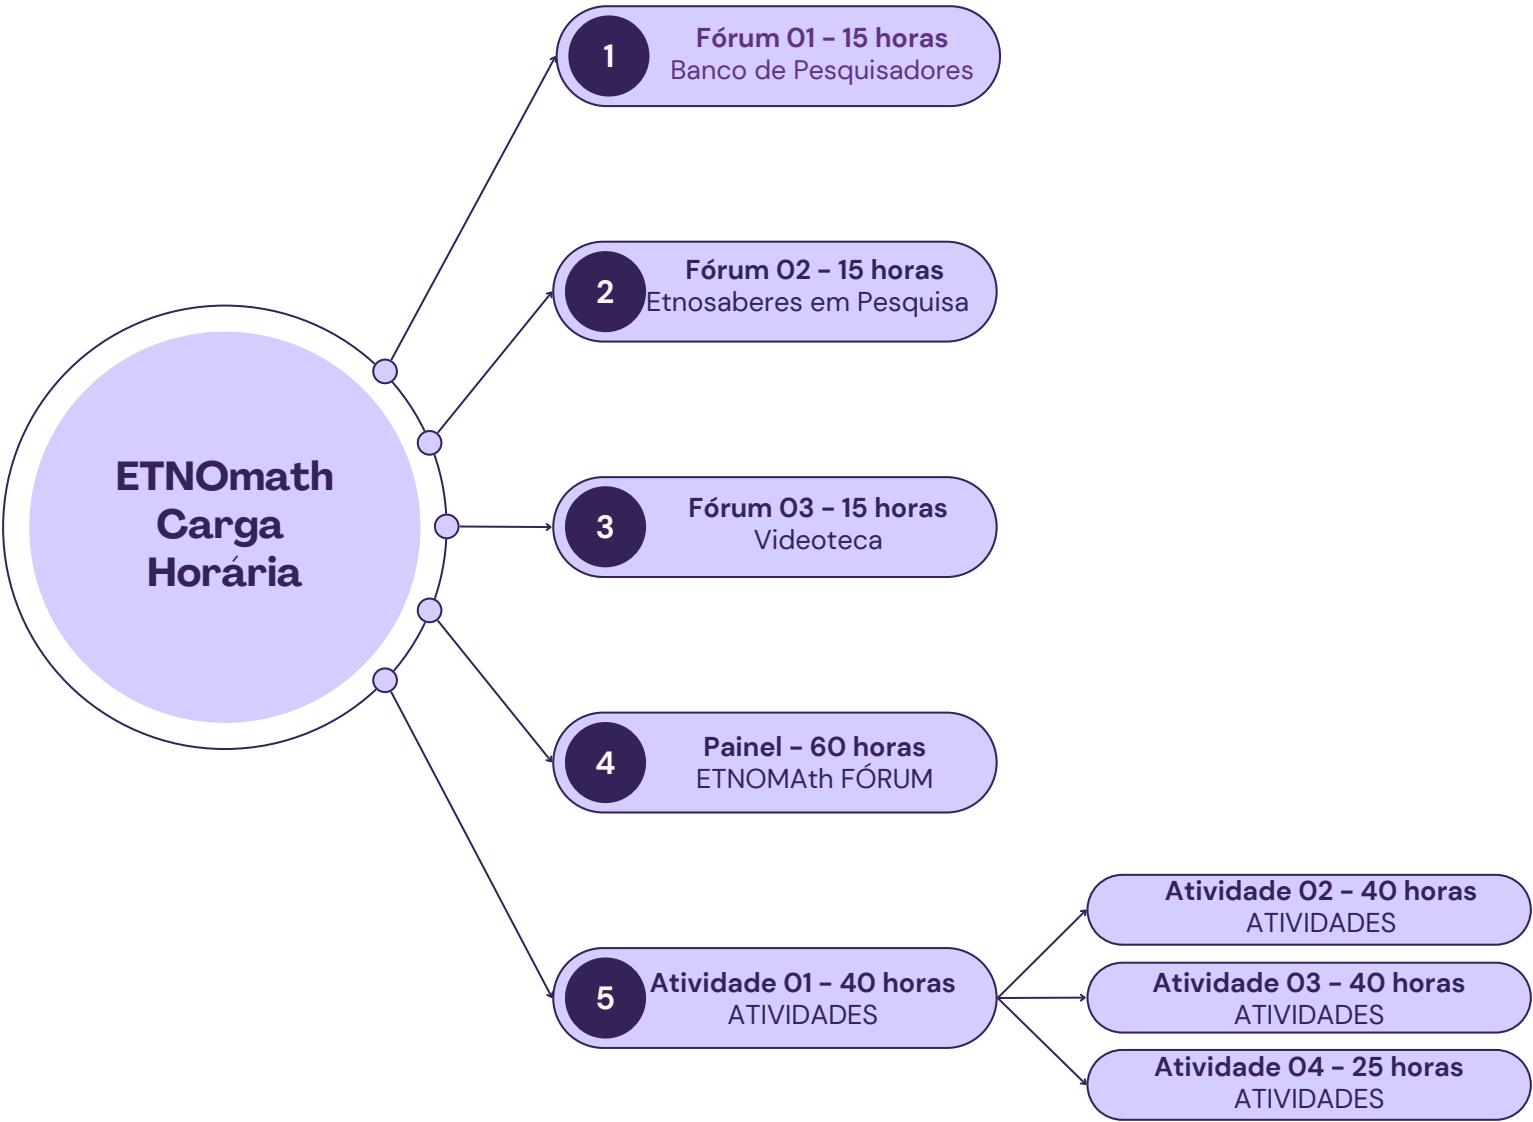 ETNOmath
Carga
Horária
1
Fórum 01 - 15 horas
Banco de Pesquisadores
2
Fórum 02 - 15 horas
Etnosaberes em Pesquisa
3
Fórum 03 - 15 horas
Videoteca
4
Painel - 60 horas
ETNOMAth FÓRUM
5
Atividade 01 - 40 horas
ATIVIDADES
Atividade 02 - 40 horas
ATIVIDADES
Atividade 03 - 40 horas
ATIVIDADES
Atividade 04 - 25 horas
ATIVIDADES